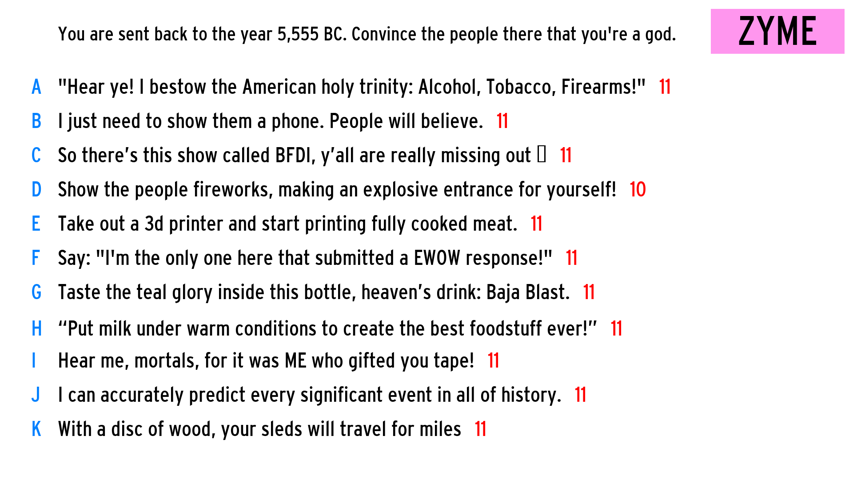 You are sent back to the year 5,555 BC. Convince the people there that you're a god.
ZYME
A "Hear ye! I bestow the American holy trinity: Alcohol, Tobacco, Firearms!" 11
B I just need to show them a phone. People will believe. 11
C So there’s this show called BFDI, y’all are really missing out 11
D Show the people fireworks, making an explosive entrance for yourself! 10
E Take out a 3d printer and start printing fully cooked meat. 11
F Say: "I'm the only one here that submitted a EWOW response!" 11
G Taste the teal glory inside this bottle, heaven’s drink: Baja Blast. 11
H “Put milk under warm conditions to create the best foodstuff ever!” 11
I Hear me, mortals, for it was ME who gifted you tape! 11
J I can accurately predict every significant event in all of history. 11
K With a disc of wood, your sleds will travel for miles 11